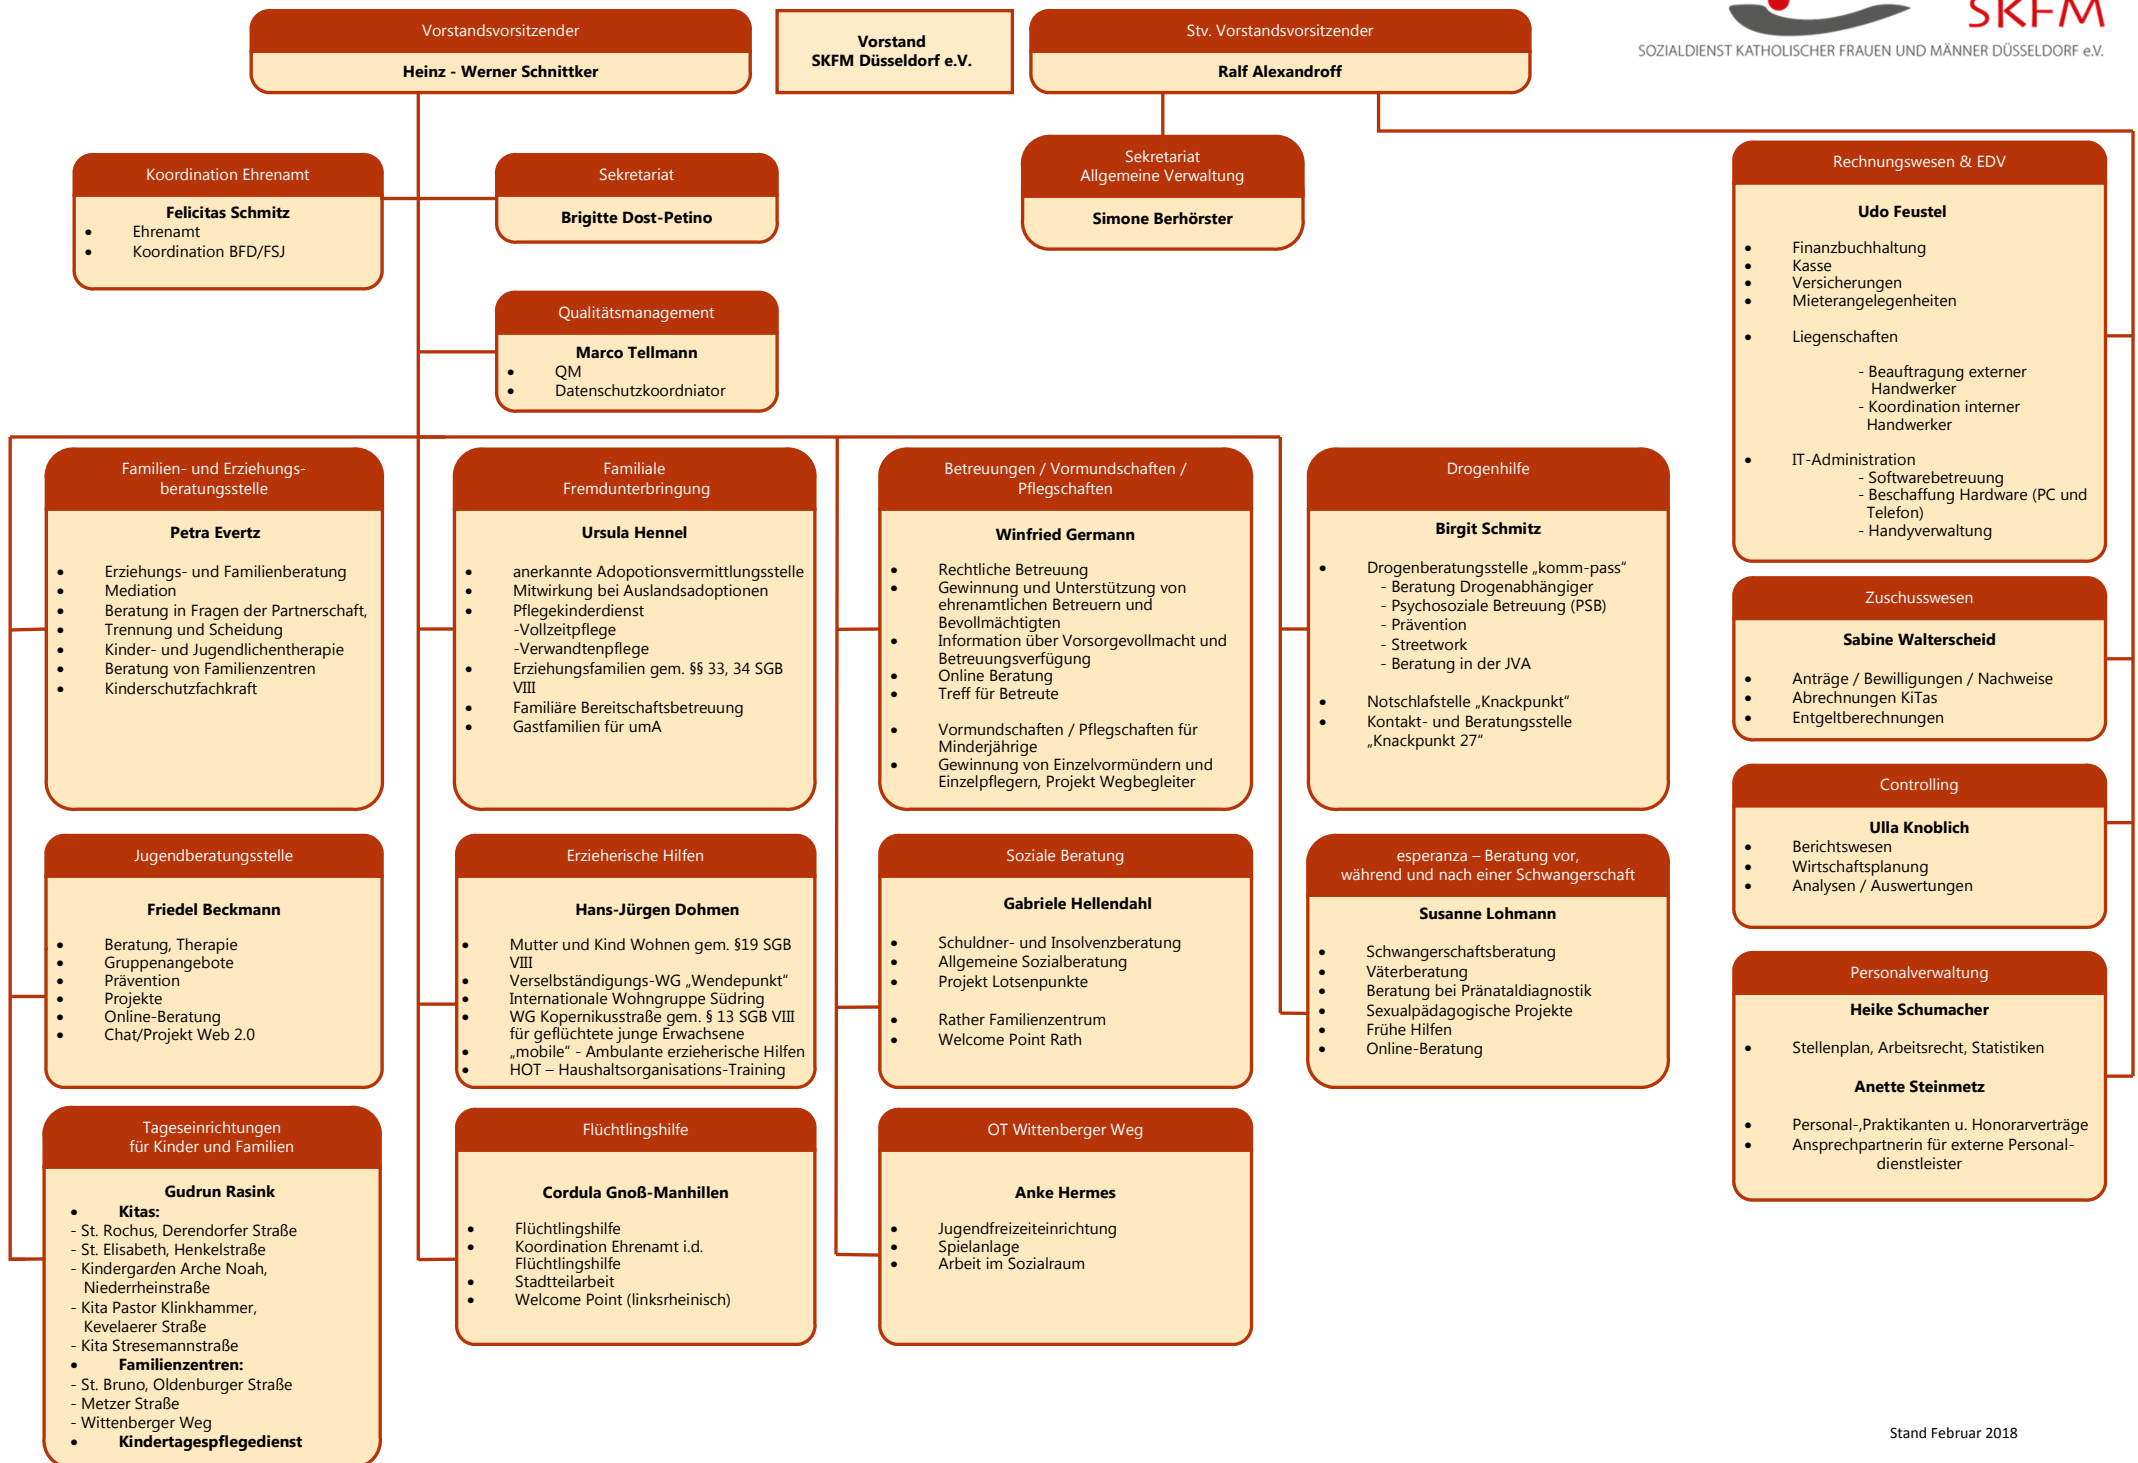 Vorstandsvorsitzender
Heinz - Werner Schnittker
Vorstand
SKFM Düsseldorf e.V.
Stv. Vorstandsvorsitzender
Ralf Alexandroff
SKFM
SOZIALDIENST KATHOLISCHER FRAUEN UND MÄNNER DÜSSELDORF e.V.
Koordination Ehrenamt
Felicitas Schmitz
• Ehrenamt
• Koordination BFD/FSJ
Sekretariat
Brigitte Dost-Petino
Sekretariat
Allgemeine Verwaltung
Simone Berhörster
Qualitätsmanagement
Marco Tellmann
• QM
• Datenschutzkoordniator
Rechnungswesen & EDV
Udo Feustel
• Finanzbuchhaltung
• Kasse
• Versicherungen
• Mieterangelegenheiten
• Liegenschaften
- Beauftragung externer
Handwerker
- Koordination interner
Handwerker
• IT-Administration
- Softwarebetreuung
- Beschaffung Hardware (PC und
Telefon)
- Handyverwaltung
Familien- und Erziehungs-
beratungsstelle
Petra Evertz
• Erziehungs- und Familienberatung
• Mediation
• Beratung in Fragen der Partnerschaft,
• Trennung und Scheidung
• Kinder- und Jugendlichentherapie
• Beratung von Familienzentren
• Kinderschutzfachkraft
Familiale
Fremdunterbringung
Ursula Hennel
• anerkannte Adopotionsvermittlungsstelle
• Mitwirkung bei Auslandsadoptionen
• Pflegekinderdienst
-Vollzeitpflege
-Verwandtenpflege
• Erziehungsfamilien gem. §§ 33, 34 SGB
VIII
• Familiäre Bereitschaftsbetreuung
• Gastfamilien für umA
Betreuungen / Vormundschaften /
Pflegschaften
Winfried Germann
• Rechtliche Betreuung
• Gewinnung und Unterstützung von
ehrenamtlichen Betreuern und
Bevollmächtigten
• Information über Vorsorgevollmacht und
Betreuungsverfügung
• Online Beratung
• Treff für Betreute
• Vormundschaften / Pflegschaften für
Minderjährige
• Gewinnung von Einzelvormündern und
Einzelpflegern, Projekt Wegbegleiter
Drogenhilfe
Birgit Schmitz
• Drogenberatungsstelle „komm-pass“
- Beratung Drogenabhängiger
- Psychosoziale Betreuung (PSB)
- Prävention
- Streetwork
- Beratung in der JVA
• Notschlafstelle „Knackpunkt“
• Kontakt- und Beratungsstelle
„Knackpunkt 27“
Zuschusswesen
Sabine Walterscheid
• Anträge / Bewilligungen / Nachweise
• Abrechnungen KiTas
• Entgeltberechnungen
Controlling
Ulla Knoblich
• Berichtswesen
• Wirtschaftsplanung
• Analysen / Auswertungen
Jugendberatungsstelle
Friedel Beckmann
• Beratung, Therapie
• Gruppenangebote
• Prävention
• Projekte
• Online-Beratung
• Chat/Projekt Web 2.0
Erzieherische Hilfen
Hans-Jürgen Dohmen
• Mutter und Kind Wohnen gem. §19 SGB
VIII
• Verselbständigungs-WG „Wendepunkt“
• Internationale Wohngruppe Südring
• WG Kopernikusstraße gem. § 13 SGB VIII
für geflüchtete junge Erwachsene
• „mobile“ - Ambulante erzieherische Hilfen
• HOT – Haushaltsorganisations-Training
Soziale Beratung
Gabriele Hellendahl
• Schuldner- und Insolvenzberatung
• Allgemeine Sozialberatung
• Projekt Lotsenpunkte
• Rather Familienzentrum
• Welcome Point Rath
esperanza – Beratung vor,
während und nach einer Schwangerschaft
Susanne Lohmann
• Schwangerschaftsberatung
• Väterberatung
• Beratung bei Pränataldiagnostik
• Sexualpädagogische Projekte
• Frühe Hilfen
• Online-Beratung
Personalverwaltung
Heike Schumacher
• Stellenplan, Arbeitsrecht, Statistiken
Anette Steinmetz
• Personal-,Praktikanten u. Honorarverträge
• Ansprechpartnerin für externe Personal-
dienstleister
Tageseinrichtungen
für Kinder und Familien
Gudrun Rasink
• Kitas:
- St. Rochus, Derendorfer Straße
- St. Elisabeth, Henkelstraße
- Kindergarden Arche Noah,
Niederrheinstraße
- Kita Pastor Klinkhammer,
Kevelaerer Straße
- Kita Stresemannstraße
• Familienzentren:
- St. Bruno, Oldenburger Straße
- Metzer Straße
- Wittenberger Weg
• Kindertagespflegedienst
Flüchtlingshilfe
Cordula Gnoß-Manhillen
• Flüchtlingshilfe
• Koordination Ehrenamt i.d.
Flüchtlingshilfe
• Stadtteilarbeit
• Welcome Point (linksrheinisch)
OT Wittenberger Weg
Anke Hermes
• Jugendfreizeiteinrichtung
• Spielanlage
• Arbeit im Sozialraum
Stand Februar 2018